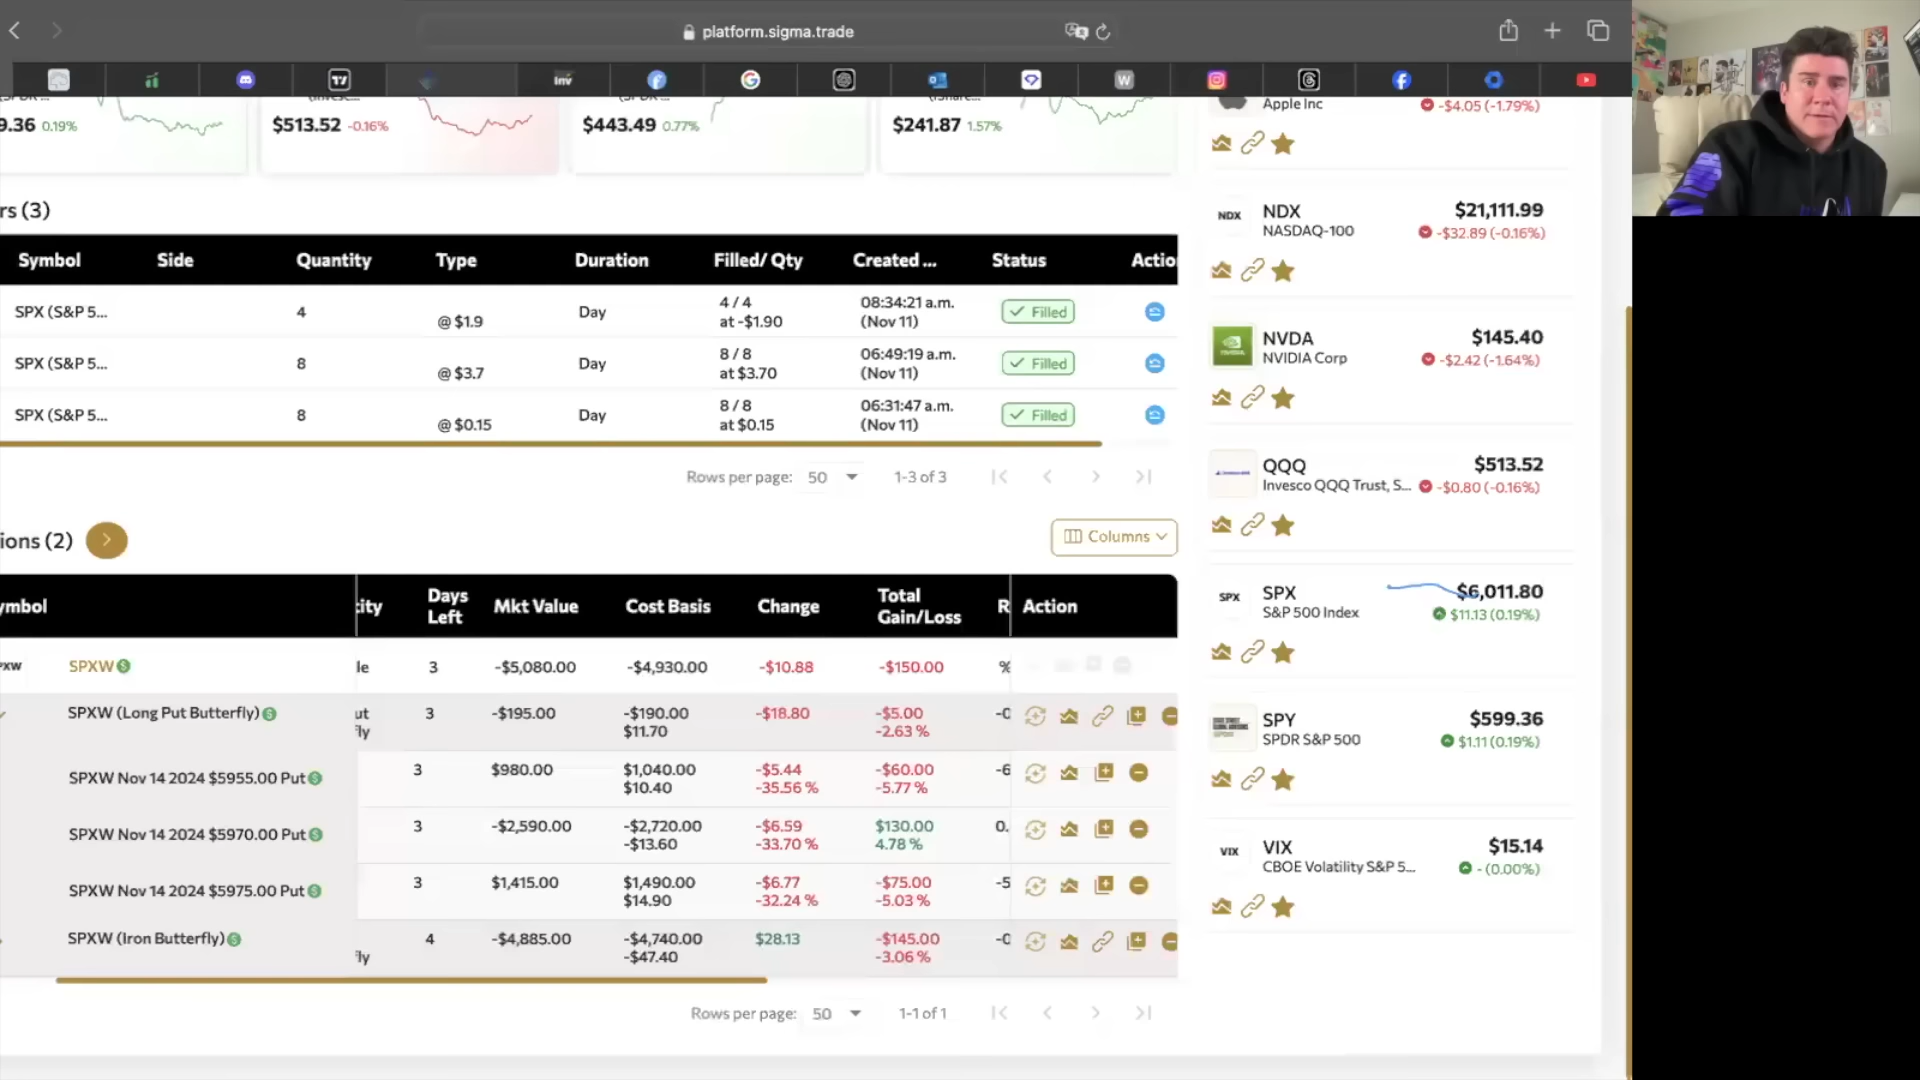 platform.sigma.trade
Inv
W
9.36 0.19%
$513.52 -0.16%
$443.49 0.77%
$241.87 1.57%
Apple Inc
-$4.05 (-1.79%)
rs (3)
Symbol Side Quantity Type Duration Filled/ Qty Created ... Status Actio
SPX (S&P 5... 4 @ $1.9 Day 4 / 4 at -$1.90 08:34:21 a.m. (Nov 11) Filled
SPX (S&P 5... 8 @ $3.7 Day 8 / 8 at $3.70 06:49:19 a.m. (Nov 11) Filled
SPX (S&P 5... 8 @ $0.15 Day 8 / 8 at $0.15 06:31:47 a.m. (Nov 11) Filled
Rows per page: 50 1-3 of 3
ions (2)
Columns
ymbol tity Days Left Mkt Value Cost Basis Change Total Gain/Loss R Action
SPXW le 3 -$5,080.00 -$4,930.00 -$10.88 -$150.00 %
SPXW (Long Put Butterfly) ut fly 3 -$195.00 -$190.00 $11.70 -$18.80 -$5.00 -2.63 % -0
SPXW Nov 14 2024 $5955.00 Put 3 $980.00 $1,040.00 $10.40 -$5.44 -35.56 % -$60.00 -5.77 % -6
SPXW Nov 14 2024 $5970.00 Put 3 -$2,590.00 -$2,720.00 -$13.60 -$6.59 -33.70 % $130.00 4.78 % 0.
SPXW Nov 14 2024 $5975.00 Put 3 $1,415.00 $1,490.00 $14.90 -$6.77 -32.24 % -$75.00 -5.03 % -5
SPXW (Iron Butterfly) fly 4 -$4,885.00 -$4,740.00 -$47.40 $28.13 -$145.00 -3.06 % -0
Rows per page: 50 1-1 of 1
NDX NDX $21,111.99
NASDAQ-100 -$32.89 (-0.16%)
NVDA $145.40
NVIDIA Corp -$2.42 (-1.64%)
QQQ $513.52
Invesco QQQ Trust, S... -$0.80 (-0.16%)
SPX SPX $6,011.80
S&P 500 Index $11.13 (0.19%)
SPY $599.36
SPDR S&P 500 $1.11 (0.19%)
VIX VIX $15.14
CBOE Volatility S&P 5... - (0.00%)